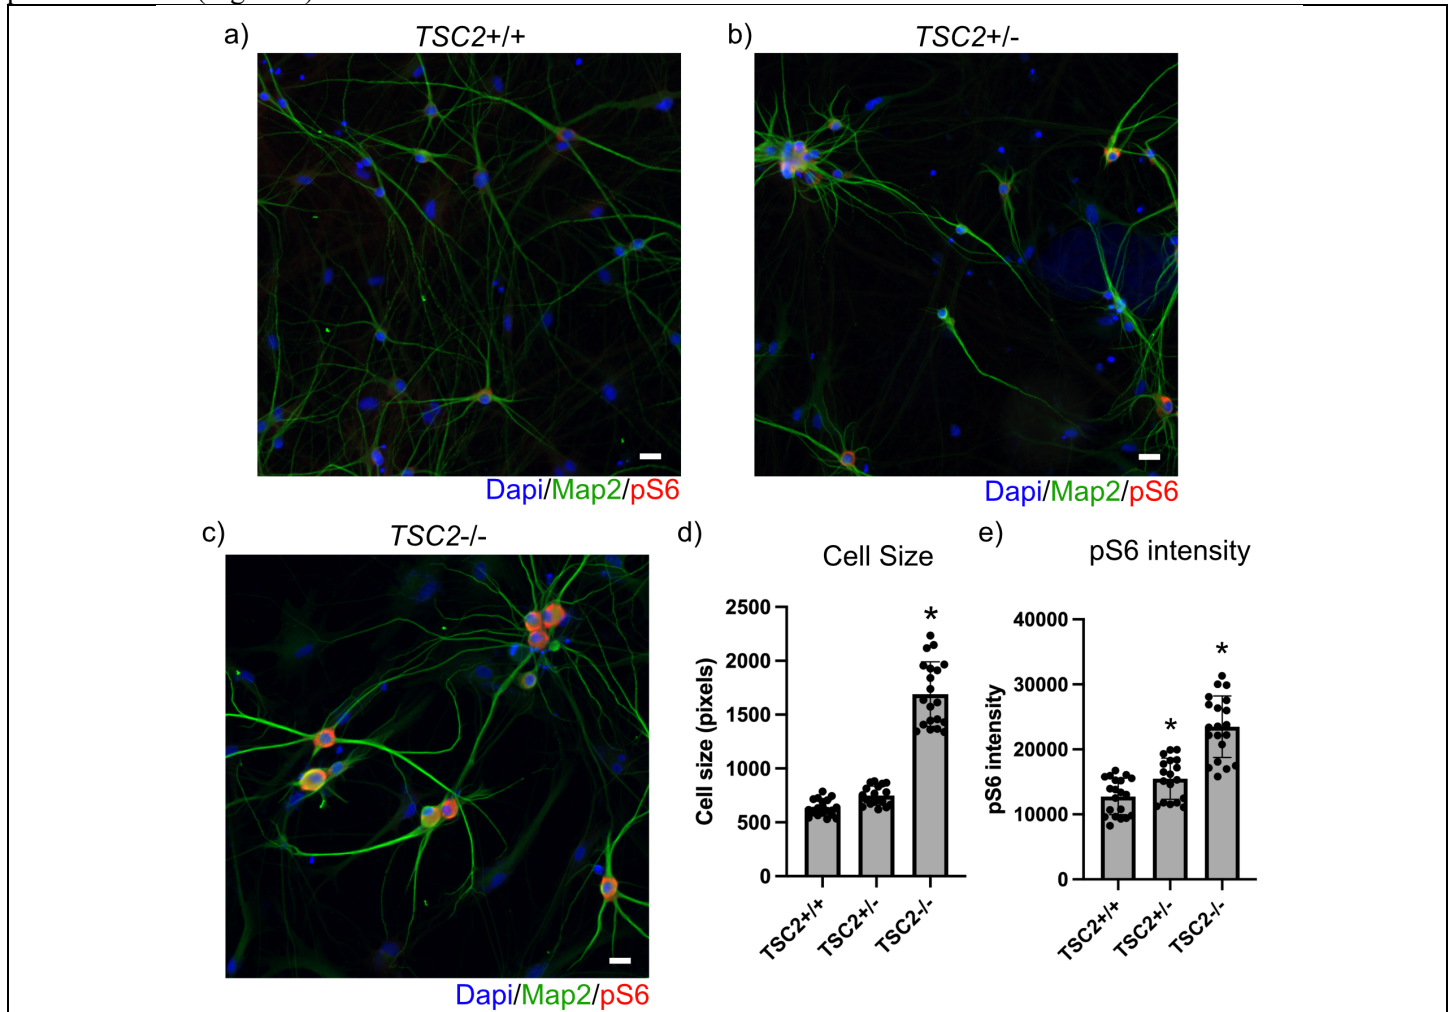 a)
TSC2+/+
b)
TSC2+/-
Dapi/Map2/pS6
Dapi/Map2/pS6
c)
TSC2-/-
d)
Cell Size
e)
pS6 intensity
Dapi/Map2/pS6
Cell size (pixels)
2500
2000
1500
1000
500
0
*
TSC2+/+
TSC2+/-
TSC2-/-
pS6 intensity
40000
30000
20000
10000
0
*
*
TSC2+/+
TSC2+/-
TSC2-/-